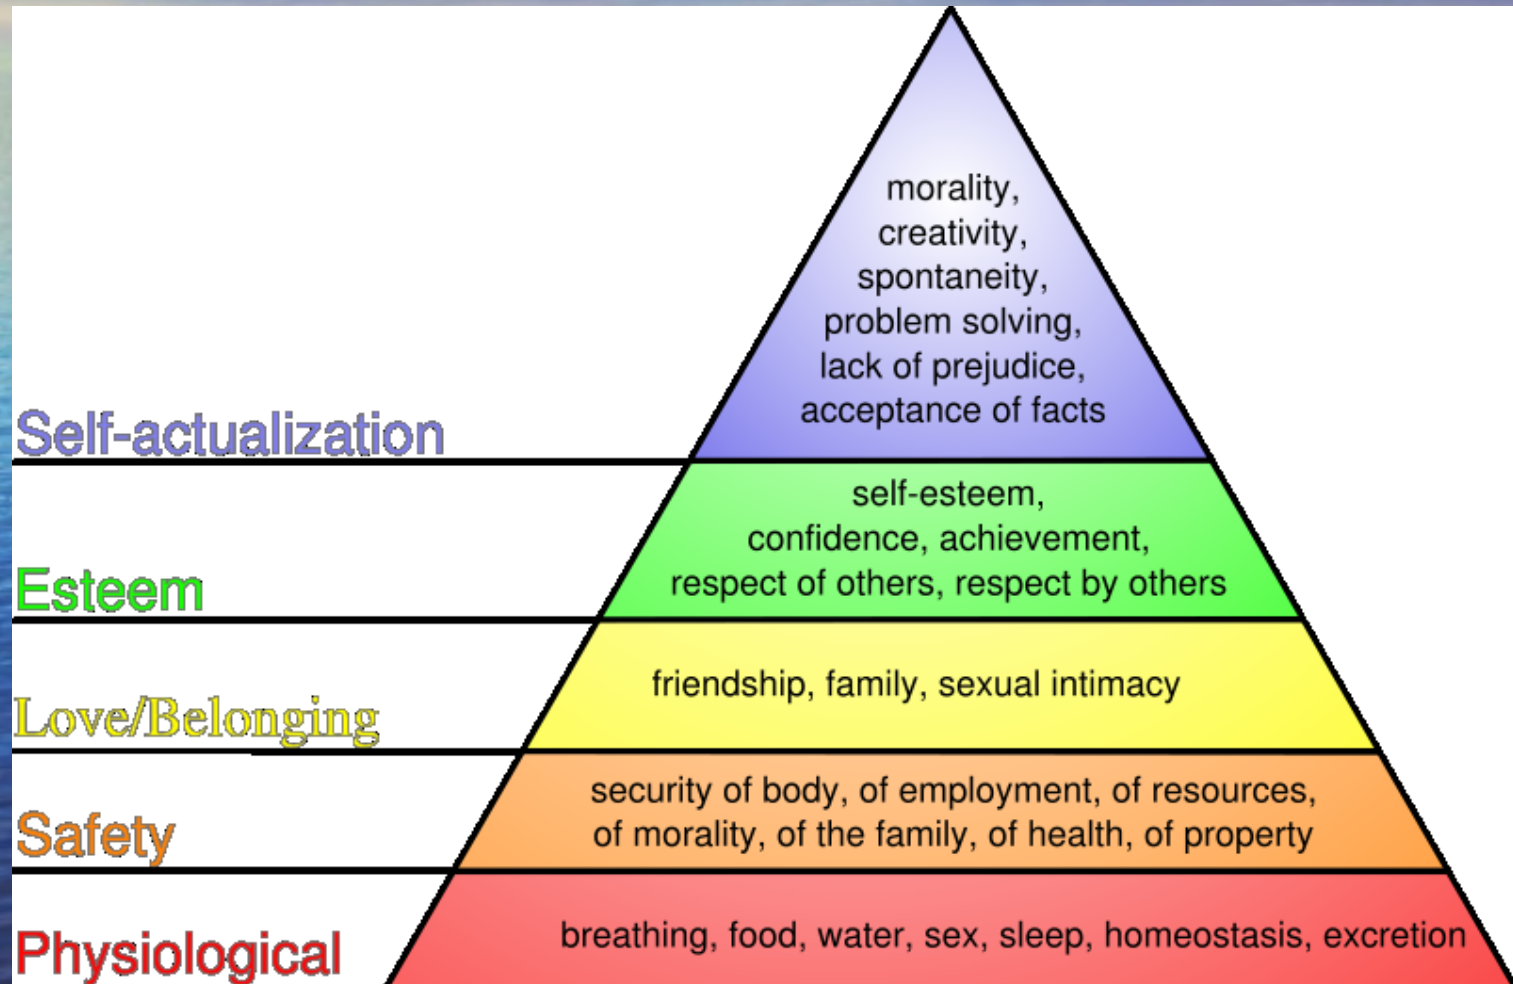 morality,
creativity,
spontaneity,
problem solving,
lack of prejudice,
acceptance of facts
Self-actualization
self-esteem,
confidence, achievement,
respect of others, respect by others
Esteem
friendship, family, sexual intimacy
Love/Belonging
security of body, of employment, of resources,
of morality, of the family, of health, of property
Safety
breathing, food, water, sex, sleep, homeostasis, excretion
Physiological